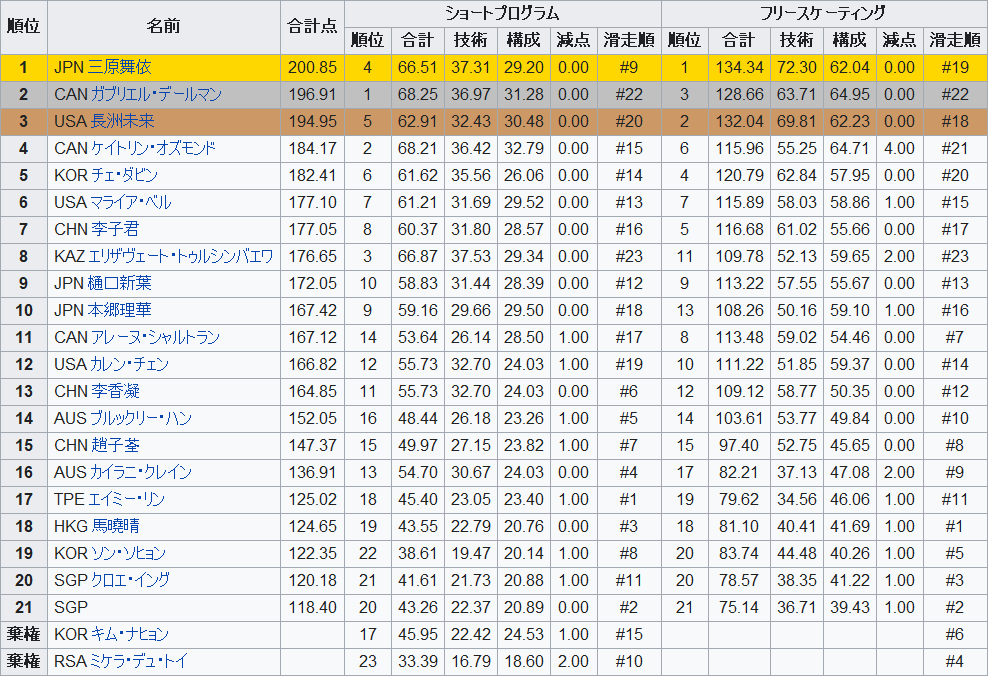 順位 名前 合計点 ショートプログラム フリースケーティング
順位 合計 技術 構成 減点 滑走順 順位 合計 技術 構成 減点 滑走順
1 JPN 三原舞依 200.85 4 66.51 37.31 29.20 0.00 #9 1 134.34 72.30 62.04 0.00 #19
2 CAN ガブリエル・デールマン 196.91 1 68.25 36.97 31.28 0.00 #22 3 128.66 63.71 64.95 0.00 #22
3 USA 長洲未来 194.95 5 62.91 32.43 30.48 0.00 #20 2 132.04 69.81 62.23 0.00 #18
4 CAN ケイトリン・オズモンド 184.17 2 68.21 36.42 32.79 0.00 #15 6 115.96 55.25 64.71 4.00 #21
5 KOR チェ・ダビン 182.41 6 61.62 35.56 26.06 0.00 #14 4 120.79 62.84 57.95 0.00 #20
6 USA マライア・ベル 177.10 7 61.21 31.69 29.52 0.00 #13 7 115.89 58.03 58.86 1.00 #15
7 CHN 李子君 177.05 8 60.37 31.80 28.57 0.00 #16 5 116.68 61.02 55.66 0.00 #17
8 KAZ エリザヴェート・トゥルシンバエワ 176.65 3 66.87 37.53 29.34 0.00 #23 11 109.78 52.13 59.65 2.00 #23
9 JPN 樋口新葉 172.05 10 58.83 31.44 28.39 0.00 #12 9 113.22 57.55 55.67 0.00 #13
10 JPN 本郷理華 167.42 9 59.16 29.66 29.50 0.00 #18 13 108.26 50.16 59.10 1.00 #16
11 CAN アレーヌ・シャルトラン 167.12 14 53.64 26.14 28.50 1.00 #17 8 113.48 59.02 54.46 0.00 #7
12 USA カレン・チェン 166.82 12 55.73 32.70 24.03 1.00 #19 10 111.22 51.85 59.37 0.00 #14
13 CHN 李香凝 164.85 11 55.73 32.70 24.03 0.00 #6 12 109.12 58.77 50.35 0.00 #12
14 AUS ブルックリー・ハン 152.05 16 48.44 26.18 23.26 1.00 #5 14 103.61 53.77 49.84 0.00 #10
15 CHN 趙子荃 147.37 15 49.97 27.15 23.82 1.00 #7 15 97.40 52.75 45.65 0.00 #8
16 AUS カイラニ・クレイン 136.91 13 54.70 30.67 24.03 0.00 #4 17 82.21 37.13 47.08 2.00 #9
17 TPE エイミー・リン 125.02 18 45.40 23.05 23.40 1.00 #1 19 79.62 34.56 46.06 1.00 #11
18 HKG 馬曉晴 124.65 19 43.55 22.79 20.76 0.00 #3 18 81.10 40.41 41.69 1.00 #1
19 KOR ソン・ソヒョン 122.35 22 38.61 19.47 20.14 1.00 #8 20 83.74 44.48 40.26 1.00 #5
20 SGP クロエ・イング 120.18 21 41.61 21.73 20.88 1.00 #11 20 78.57 38.35 41.22 1.00 #3
21 SGP 118.40 20 43.26 22.37 20.89 0.00 #2 21 75.14 36.71 39.43 1.00 #2
棄権 KOR キム・ナヒョン 17 45.95 22.42 24.53 1.00 #15 #6
棄権 RSA ミケラ・デュ・トイ 23 33.39 16.79 18.60 2.00 #10 #4